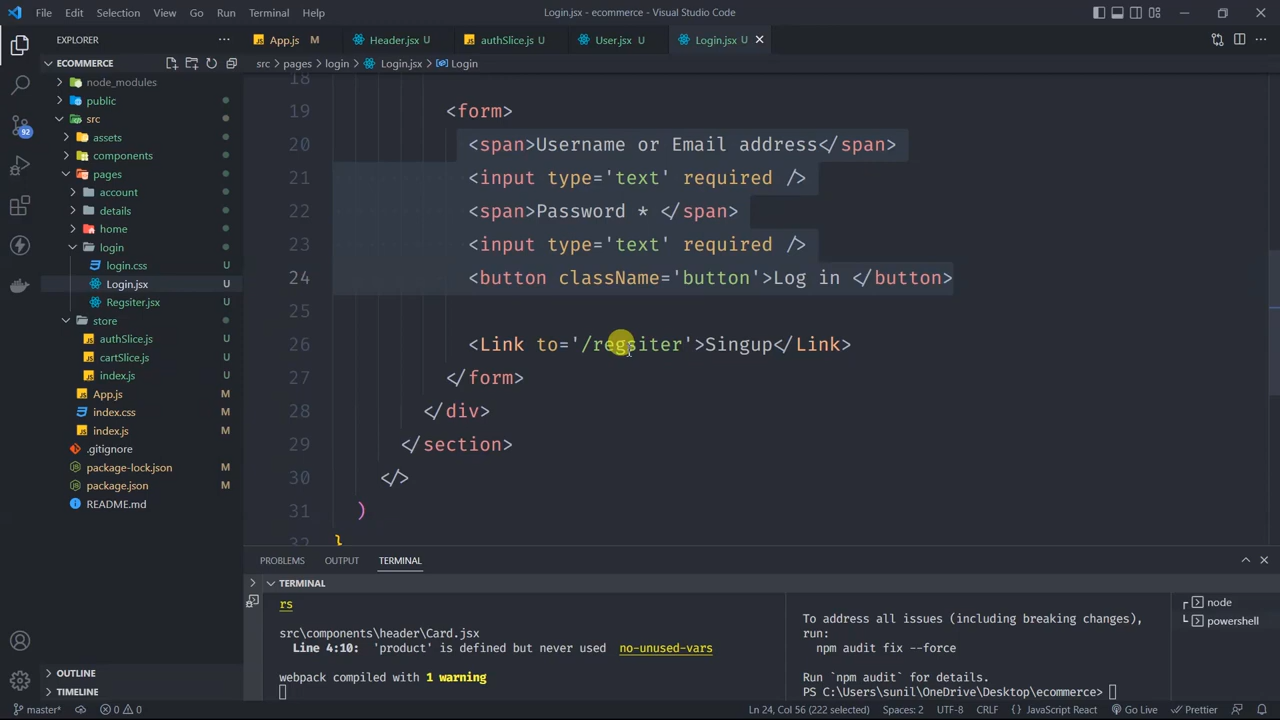 File Edit Selection View Go Run Terminal Help
Login.jsx - ecommerce - Visual Studio Code
EXPLORER
ECOMMERCE
node_modules
public
src
assets U
components
pages
account
details
home
login
login.css U
Login.jsx U
Regsiter.jsx U
store
authSlice.js U
cartSlice.js U
index.js U
App.js M
index.css M
index.js M
.gitignore
package-lock.json M
package.json M
README.md
OUTLINE
TIMELINE
92
App.js M
Header.jsx U
authSlice.js U
User.jsx U
Login.jsx U
src > pages > login > Login.jsx > Login
18
19 <form>
20 <span>Username or Email address</span>
21 <input type='text' required />
22 <span>Password * </span>
23 <input type='text' required />
24 <button className='button'>Log in </button>
25
26 <Link to='/regsiter'>Singup</Link>
27 </form>
28 </div>
29 </section>
30 </>
31 )
32 }
PROBLEMS OUTPUT TERMINAL
TERMINAL
rs
src\components\header\Card.jsx
Line 4:10: 'product' is defined but never used no-unused-vars
webpack compiled with 1 warning
To address all issues (including breaking changes),
run:
npm audit fix --force
Run `npm audit` for details.
PS C:\Users\sunil\OneDrive\Desktop\ecommerce>
node
powershell
master* 0 0
Ln 24, Col 56 (222 selected) Spaces: 2 UTF-8 CRLF JavaScript React Go Live Prettier